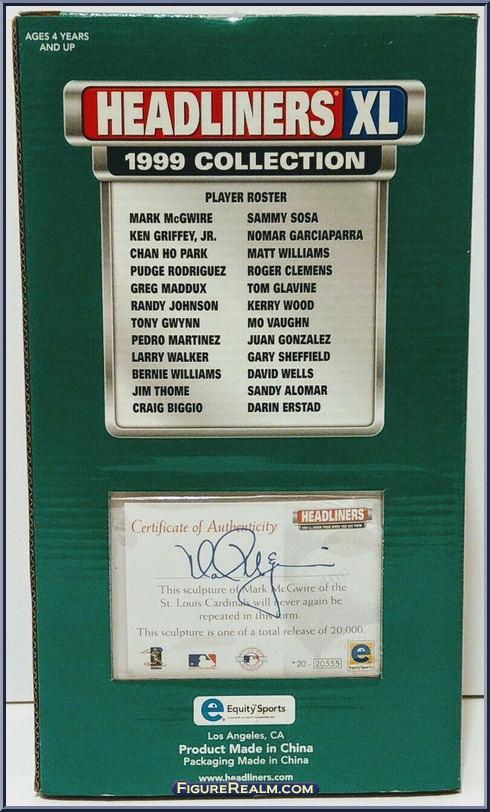 AGES 4 YEARS
AND UP
HEADLINERS XL
1999 COLLECTION
PLAYER ROSTER
MARK McGWIRE
KEN GRIFFEY, JR.
CHAN HO PARK
PUDGE RODRIGUEZ
GREG MADDUX
RANDY JOHNSON
TONY GWYNN
PEDRO MARTINEZ
LARRY WALKER
BERNIE WILLIAMS
JIM THOME
CRAIG BIGGIO
SAMMY SOSA
NOMAR GARCIAPARRA
MATT WILLIAMS
ROGER CLEMENS
TOM GLAVINE
KERRY WOOD
MO VAUGHN
JUAN GONZALEZ
GARY SHEFFIELD
DAVID WELLS
SANDY ALOMAR
DARIN ERSTAD
Certificate of Authenticity
HEADLINERS
This sculpture of Mark McGwire of the
St. Louis Cardinals will never again be
repeated in this form.
This sculpture is one of a total release of 20,000.
*20 - 20555
e
EquitySports
e EquitySports
Los Angeles, CA
Product Made in China
Packaging Made in China
www.headliners.com
FIGUREREALM.COM